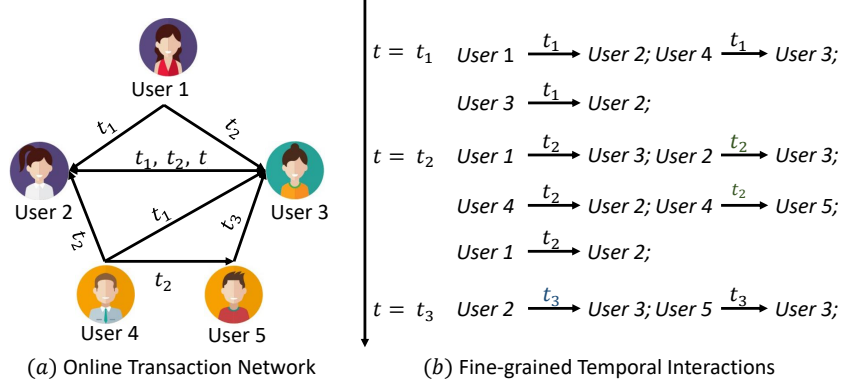 User 1
t₁
t₂
t₁, t₂, t
User 2
User 3
t₁
t₃
t₂
t₂
User 4
User 5
(a) Online Transaction Network
t = t₁ User 1 t₁ User 2; User 4 t₁ User 3;
User 3 t₁ User 2;
t = t₂ User 1 t₂ User 3; User 2 t₂ User 3;
User 4 t₂ User 2; User 4 t₂ User 5;
User 1 t₂ User 2;
t = t₃ User 2 t₃ User 3; User 5 t₃ User 3;
(b) Fine-grained Temporal Interactions